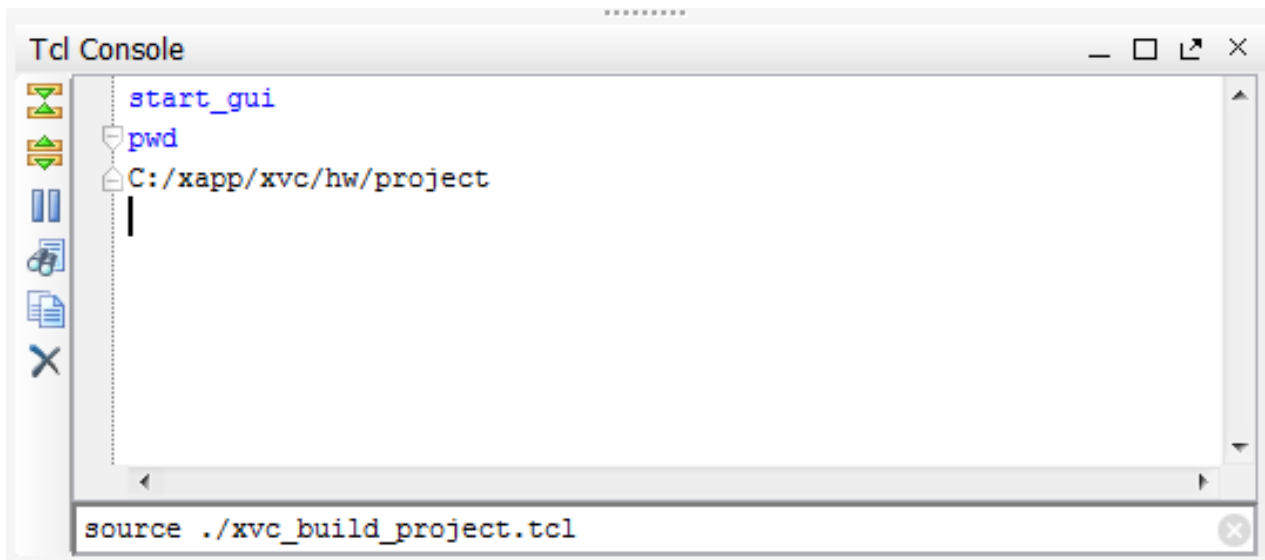 Tcl Console
start_gui
pwd
C:/xapp/xvc/hw/project
source ./xvc_build_project.tcl